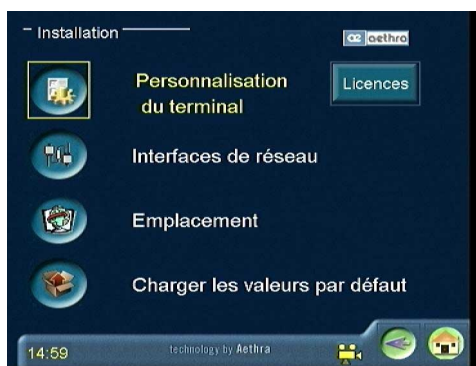 Installation
aethra
Personnalisation
du terminal
Licences
Interfaces de réseau
Emplacement
Charger les valeurs par défaut
14:59
technology by Aethra